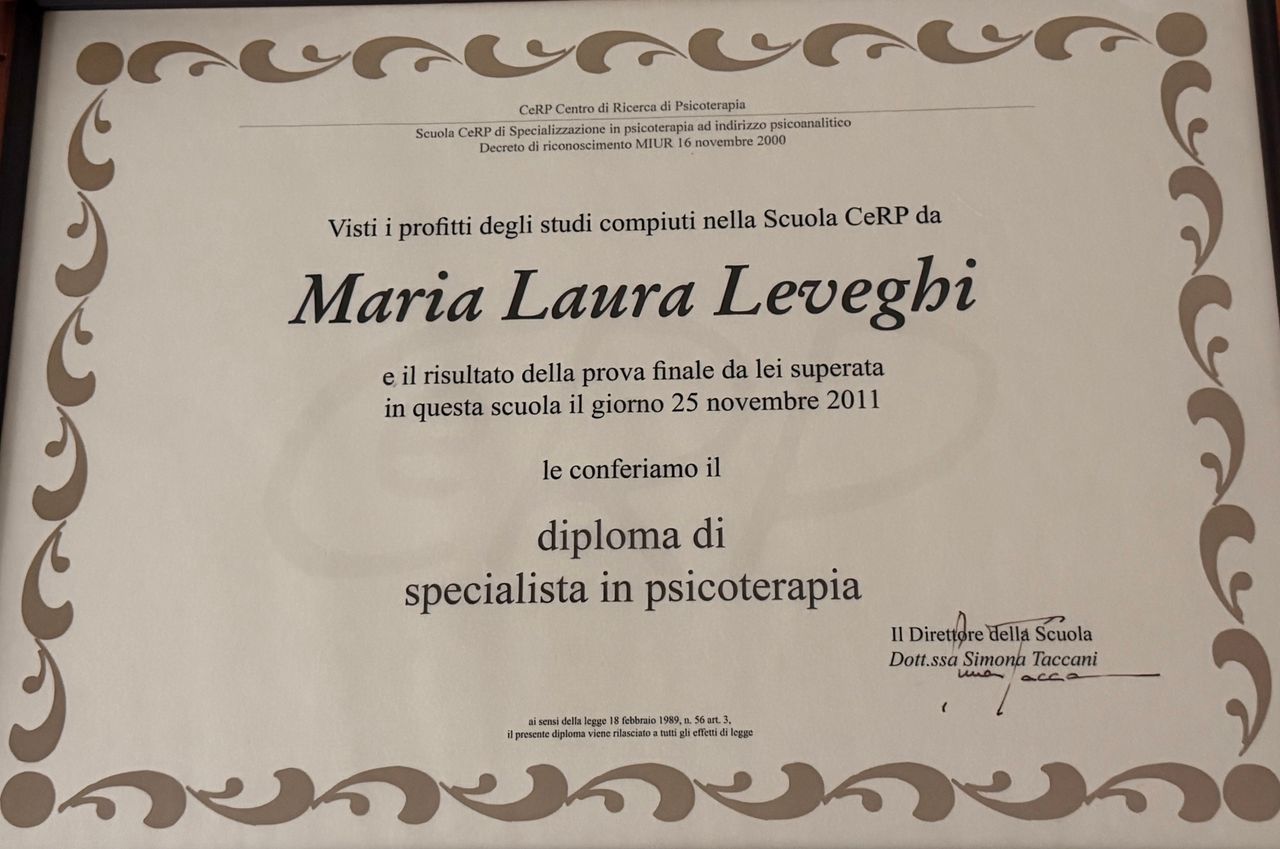 CeRP Centro di Ricerca di Psicoterapia
Scuola CeRP di Specializzazione in psicoterapia ad indirizzo psicoanalitico
Decreto di riconoscimento MIUR 16 novembre 2000
Visti i profitti degli studi compiuti nella Scuola CeRP da
Maria Laura Leveghi
e il risultato della prova finale da lei superata
in questa scuola il giorno 25 novembre 2011
le conferiamo il
diploma di
specialista in psicoterapia
Il Direttore della Scuola
Dott.ssa Simona Taccani
ai sensi della legge 18 febbraio 1989, n. 56 art. 3,
il presente diploma viene rilasciato a tutti gli effetti di legge